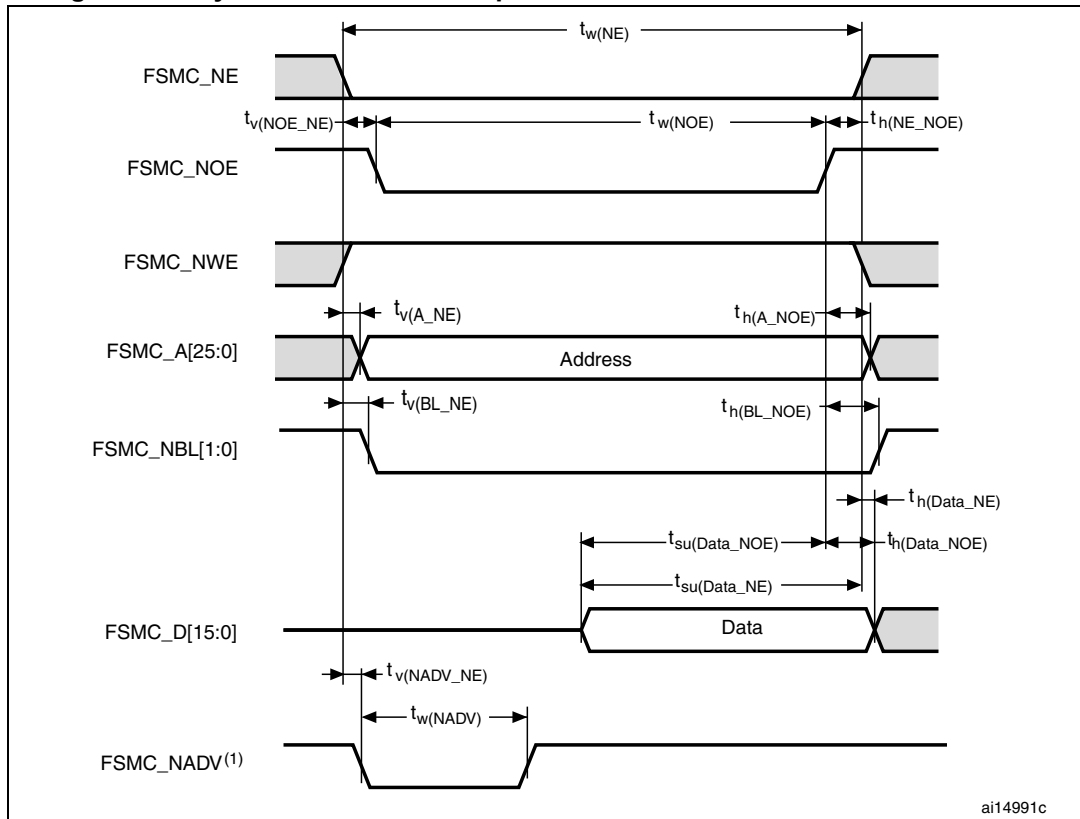 tw(NE)
FSMC_NE
tv(NOE_NE)
tw(NOE)
th(NE_NOE)
FSMC_NOE
FSMC_NWE
tv(A_NE)
th(A_NOE)
FSMC_A[25:0]
Address
tv(BL_NE)
th(BL_NOE)
FSMC_NBL[1:0]
th(Data_NE)
tsu(Data_NOE)
th(Data_NOE)
tsu(Data_NE)
FSMC_D[15:0]
Data
tv(NADV_NE)
tw(NADV)
FSMC_NADV(1)
ai14991c